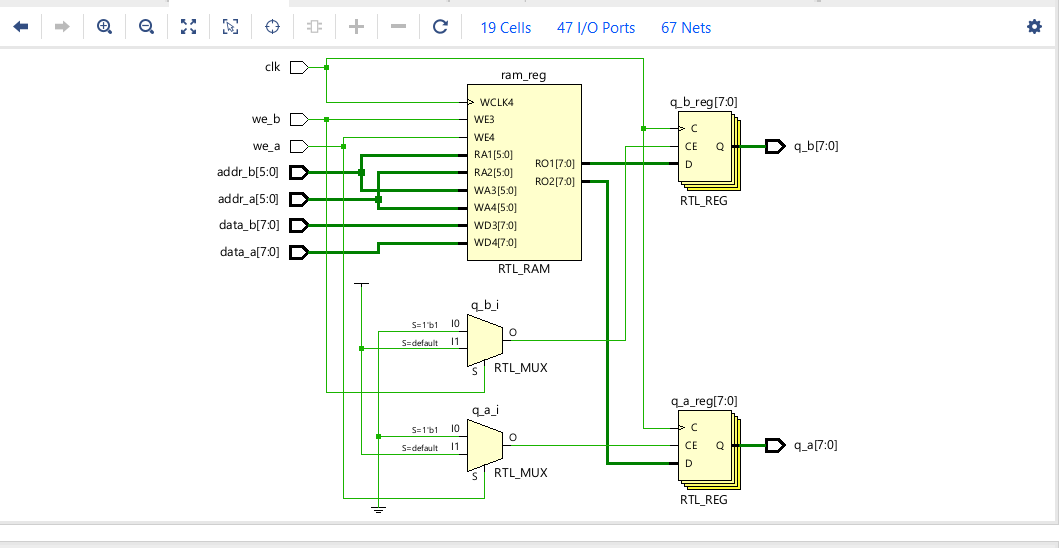 19 Cells 47 I/O Ports 67 Nets
clk
we_b
we_a
addr_b[5:0]
addr_a[5:0]
data_b[7:0]
data_a[7:0]
ram_reg
WCLK4
WE3
WE4
RA1[5:0]
RA2[5:0]
WA3[5:0]
WA4[5:0]
WD3[7:0]
WD4[7:0]
RO1[7:0]
RO2[7:0]
RTL_RAM
q_b_reg[7:0]
C
CE
D
Q
RTL_REG
q_b[7:0]
q_b_i
S=1'b1 I0
S=default I1
O
S
RTL_MUX
q_a_i
S=1'b1 I0
S=default I1
O
S
RTL_MUX
q_a_reg[7:0]
C
CE
D
Q
RTL_REG
q_a[7:0]